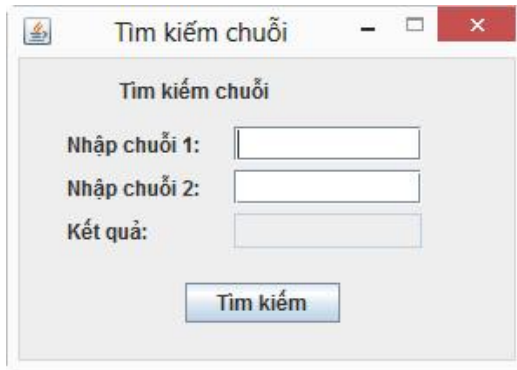 Tìm kiếm chuỗi
Tìm kiếm chuỗi
Nhập chuỗi 1:
Nhập chuỗi 2:
Kết quả:
Tìm kiếm